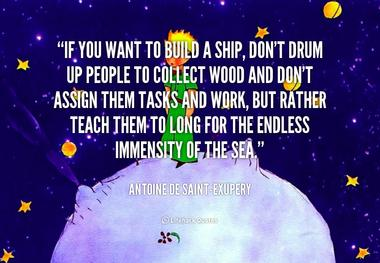 “IF YOU WANT TO BUILD A SHIP, DON'T DRUM
UP PEOPLE TO COLLECT WOOD AND DON'T
ASSIGN THEM TASKS AND WORK, BUT RATHER
TEACH THEM TO LONG FOR THE ENDLESS
IMMENSITY OF THE SEA.”
ANTOINE DE SAINT-EXUPERY
Lifehack Quotes